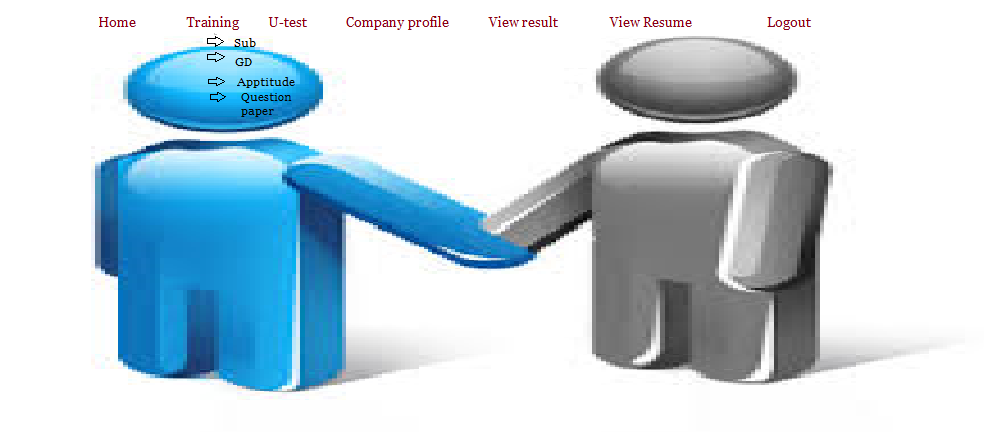 Home Training U-test Company profile View result View Resume Logout
Sub
GD
Apptitude
Question
paper